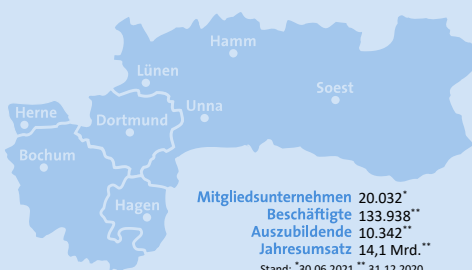 Hamm
Lünen
Soest
Herne
Unna
Dortmund
Bochum
Hagen
Mitgliedsunternehmen 20.032*
Beschäftigte 133.938**
Auszubildende 10.342**
Jahresumsatz 14,1 Mrd.**
Stand: *30.06.2021 **31.12.2020